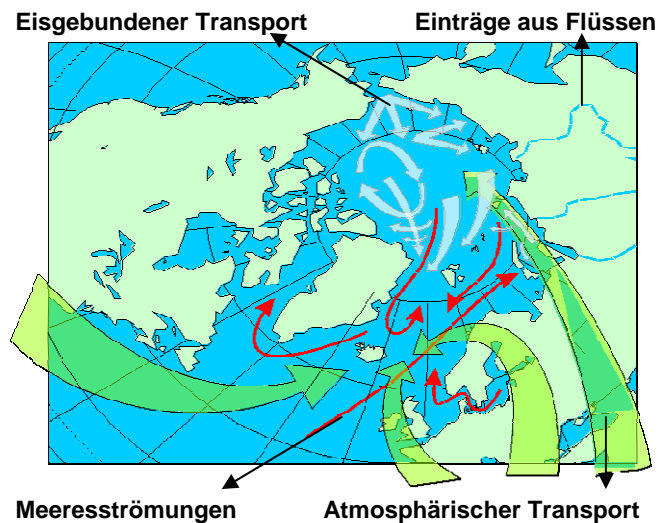 Eisgebundener Transport
Einträge aus Flüssen
Meeresströmungen
Atmosphärischer Transport